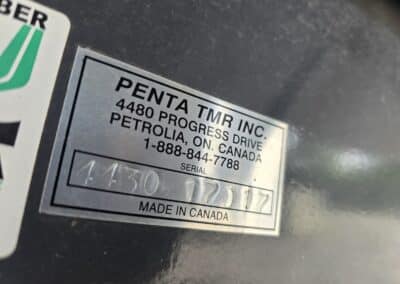 BER
PENTA TMR INC.
4480 PROGRESS DRIVE
PETROLIA, ON. CANADA
1-888-844-7788
SERIAL
1130
MADE IN CANADA